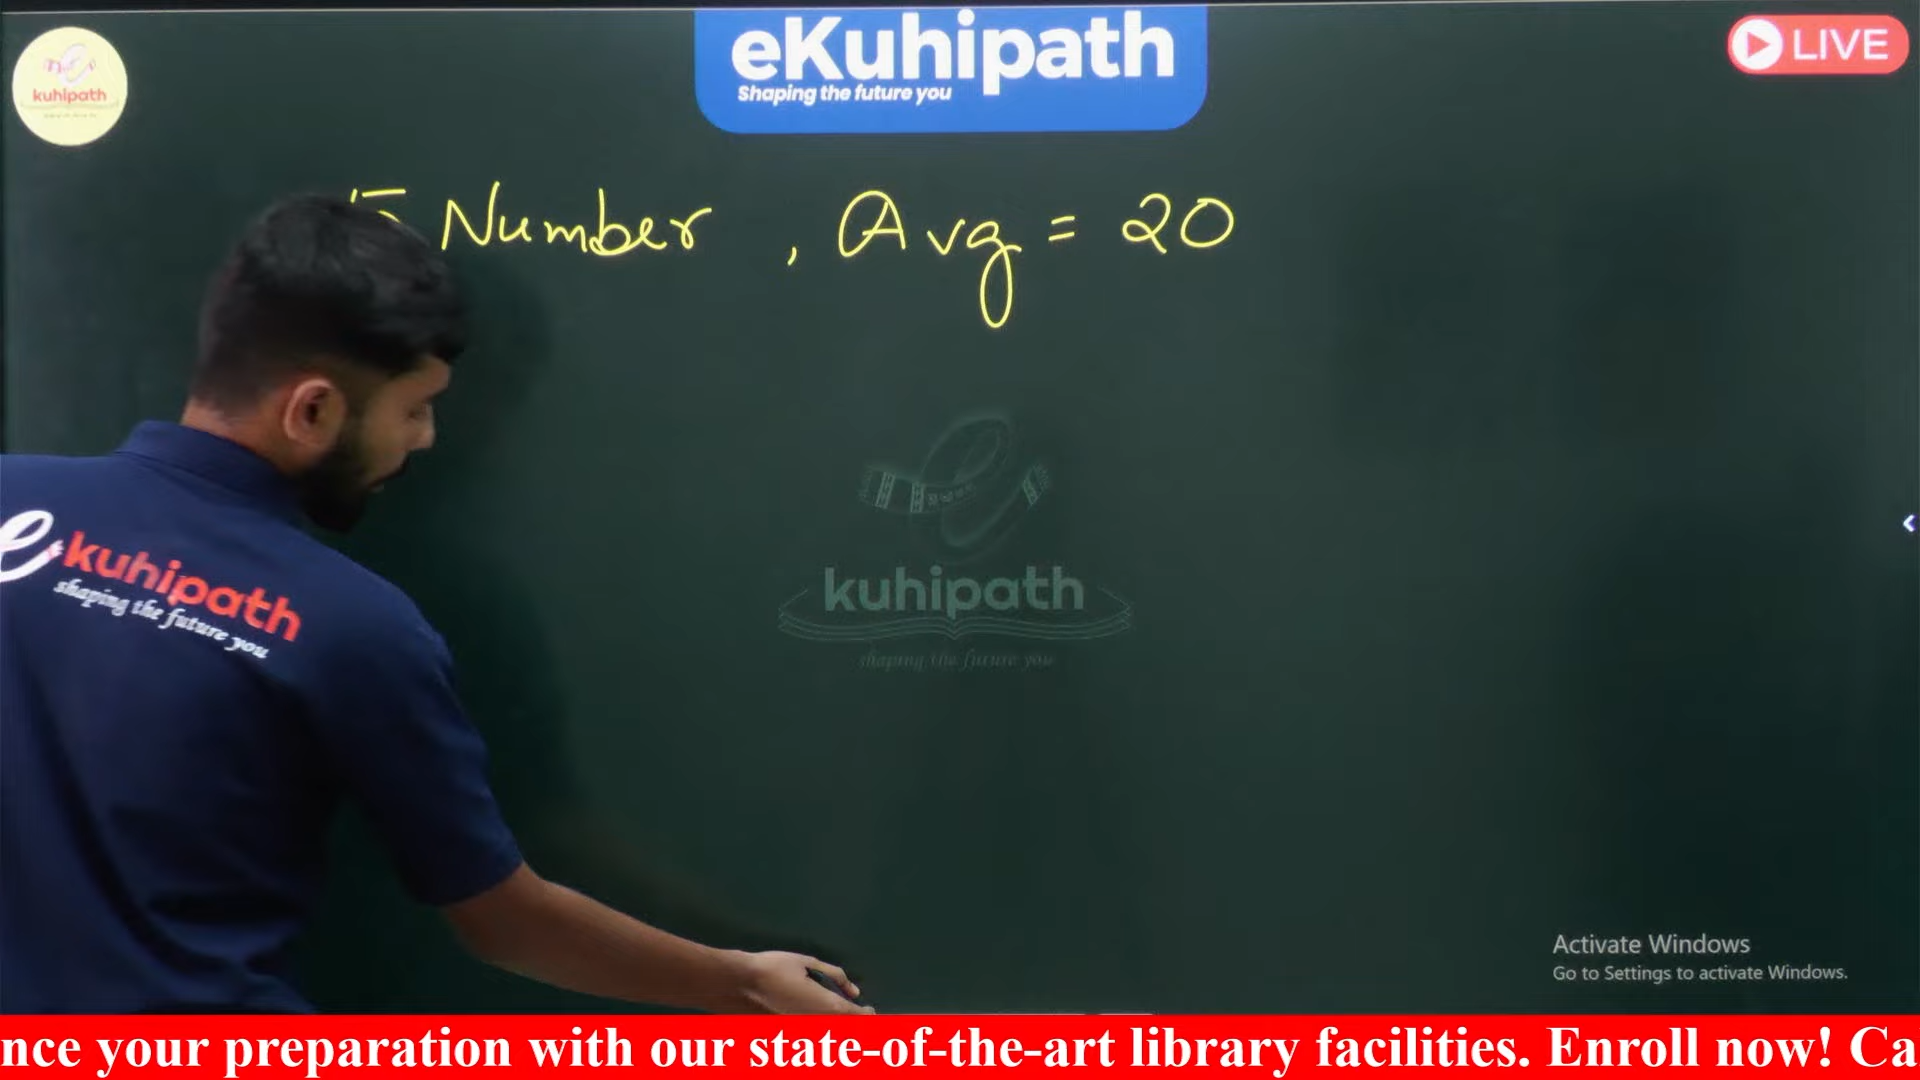 eKuhipath
Shaping the future you
LIVE
kuhipath
Number , Avg = 20
kuhipath
shaping the future you
e kuhipath
shaping the future you
Activate Windows
Go to Settings to activate Windows.
nce your preparation with our state-of-the-art library facilities. Enroll now! Ca